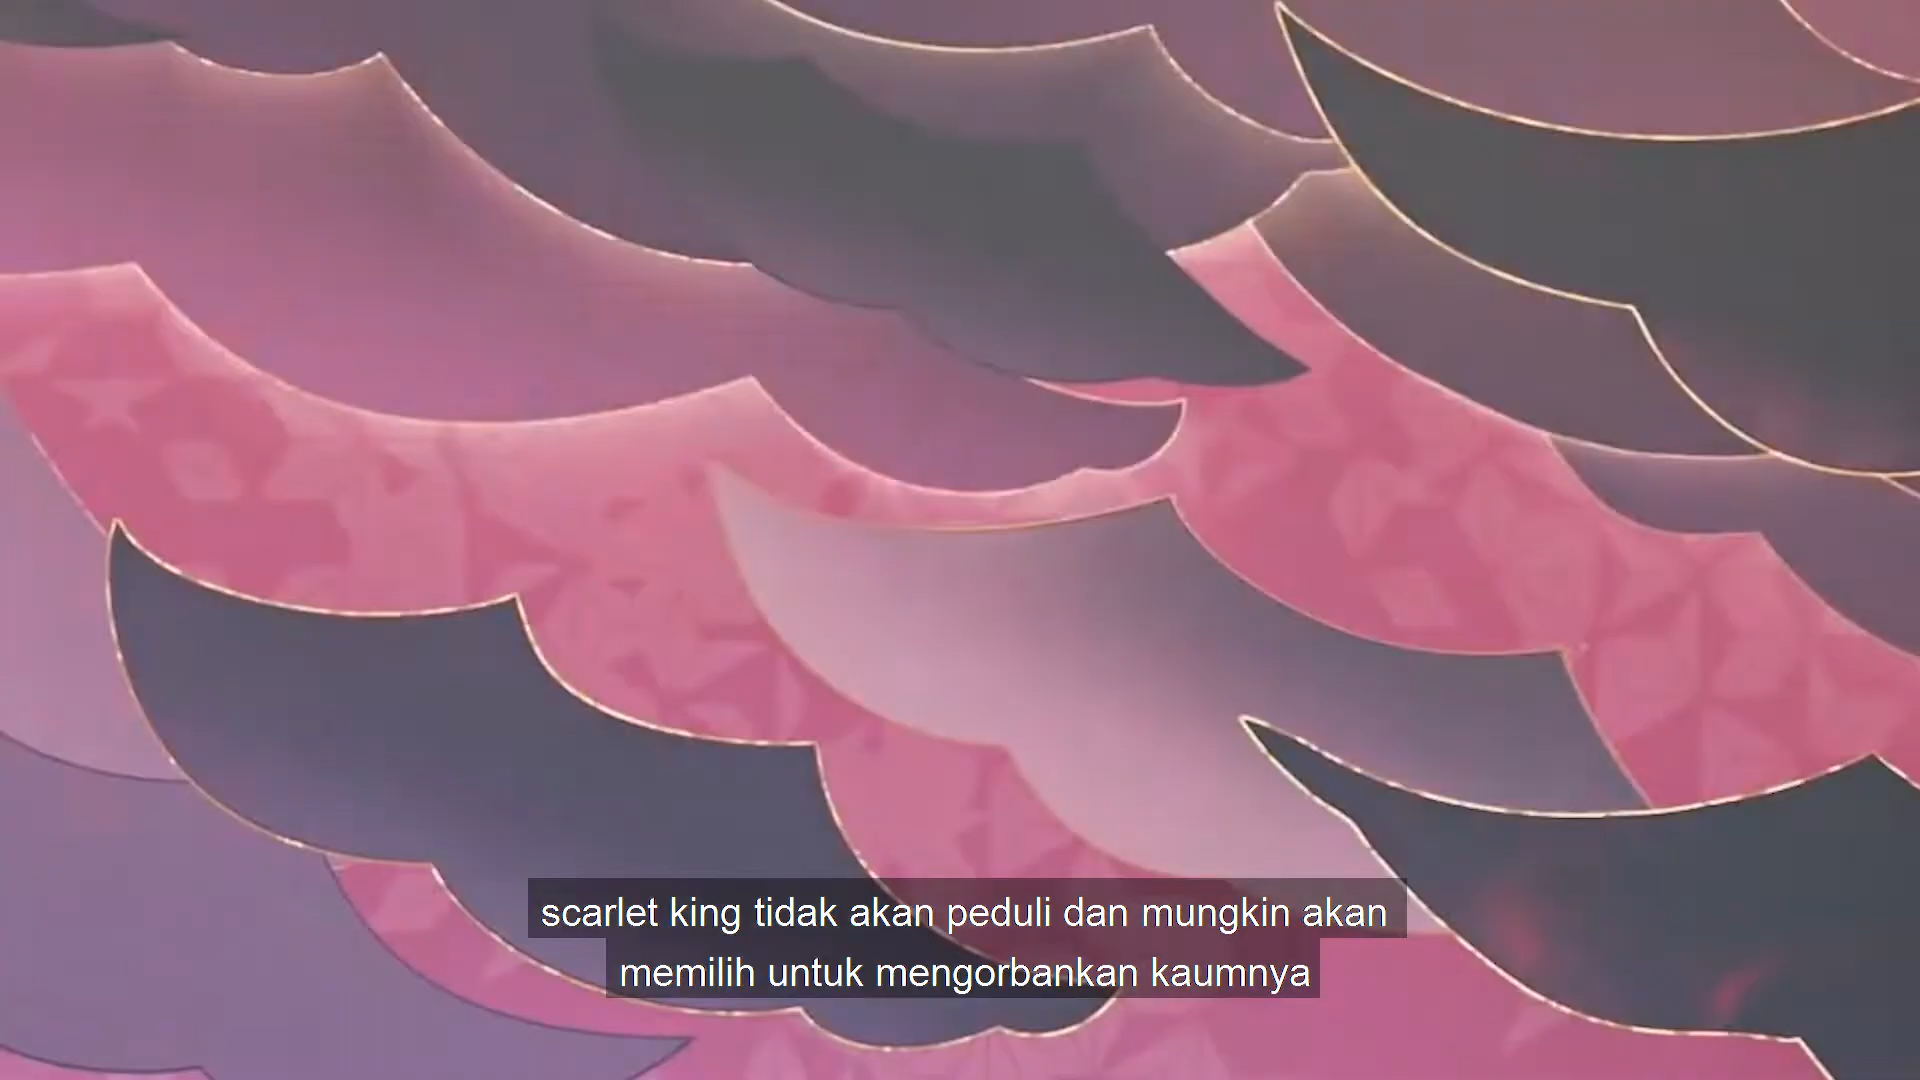 scarlet king tidak akan peduli dan mungkin akan
memilih untuk mengorbankan kaumnya